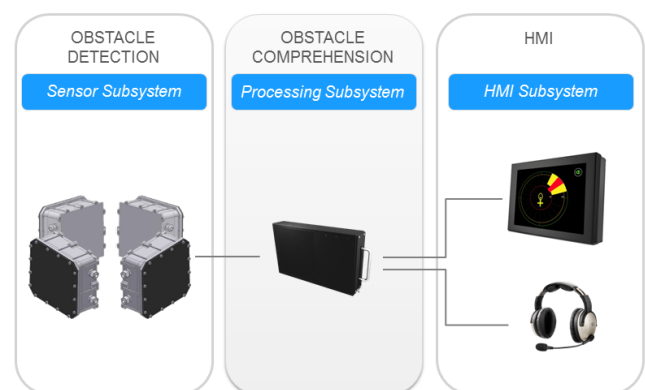 OBSTACLE
DETECTION
Sensor Subsystem
OBSTACLE
COMPREHENSION
Processing Subsystem
HMI
HMI Subsystem